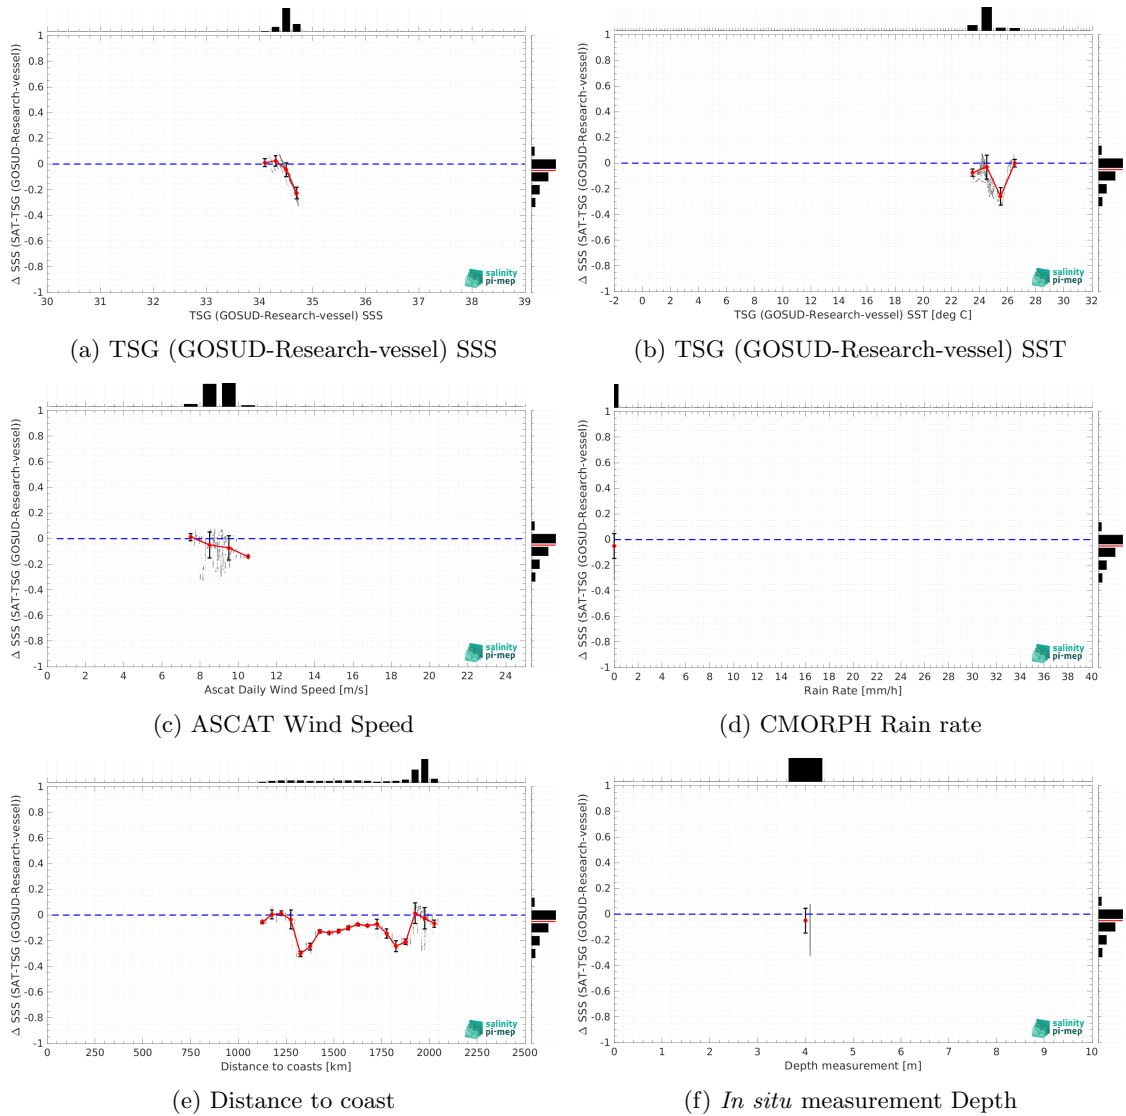 Δ SSS (SAT-TSG (GOSUD-Research-vessel))
1
0.8
0.6
0.4
0.2
0
-0.2
-0.4
-0.6
-0.8
-1
30 31 32 33 34 35 36 37 38 39
TSG (GOSUD-Research-vessel) SSS
salinity
pi-mep
(a) TSG (GOSUD-Research-vessel) SSS
Δ SSS (SAT-TSG (GOSUD-Research-vessel))
1
0.8
0.6
0.4
0.2
0
-0.2
-0.4
-0.6
-0.8
-1
-2 0 2 4 6 8 10 12 14 16 18 20 22 24 26 28 30 32
TSG (GOSUD-Research-vessel) SST [deg C]
salinity
pi-mep
(b) TSG (GOSUD-Research-vessel) SST
Δ SSS (SAT-TSG (GOSUD-Research-vessel))
1
0.8
0.6
0.4
0.2
0
-0.2
-0.4
-0.6
-0.8
-1
0 2 4 6 8 10 12 14 16 18 20 22 24
Ascat Daily Wind Speed [m/s]
salinity
pi-mep
(c) ASCAT Wind Speed
Δ SSS (SAT-TSG (GOSUD-Research-vessel))
1
0.8
0.6
0.4
0.2
0
-0.2
-0.4
-0.6
-0.8
-1
0 2 4 6 8 10 12 14 16 18 20 22 24 26 28 30 32 34 36 38 40
Rain Rate [mm/h]
salinity
pi-mep
(d) CMORPH Rain rate
Δ SSS (SAT-TSG (GOSUD-Research-vessel))
1
0.8
0.6
0.4
0.2
0
-0.2
-0.4
-0.6
-0.8
-1
0 250 500 750 1000 1250 1500 1750 2000 2250 2500
Distance to coasts [km]
salinity
pi-mep
(e) Distance to coast
Δ SSS (SAT-TSG (GOSUD-Research-vessel))
1
0.8
0.6
0.4
0.2
0
-0.2
-0.4
-0.6
-0.8
-1
0 1 2 3 4 5 6 7 8 9 10
Depth measurement [m]
salinity
pi-mep
(f) In situ measurement Depth